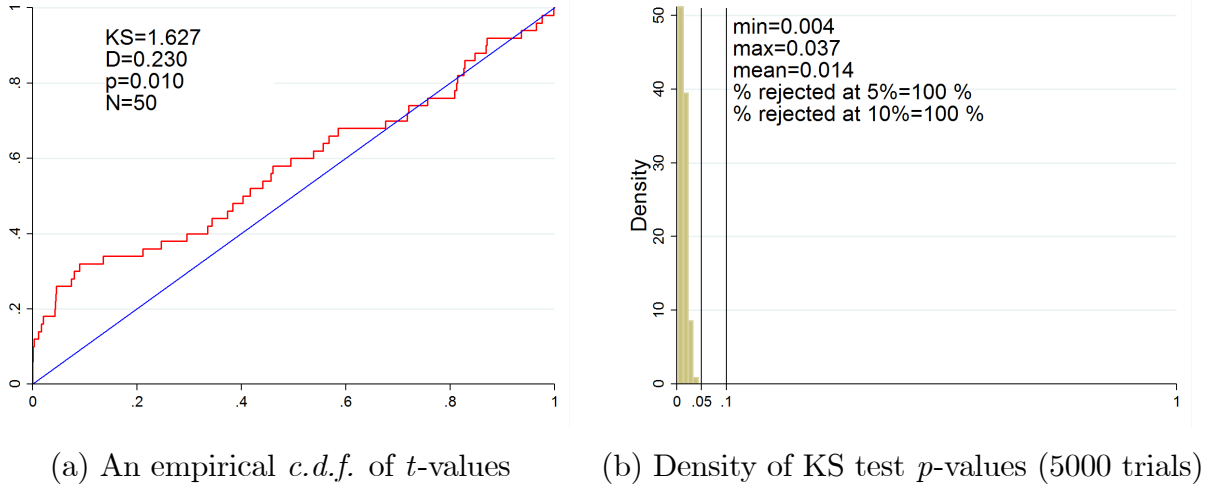 KS=1.627
D=0.230
p=0.010
N=50
1
.8
.6
.4
.2
0
0 .2 .4 .6 .8 1
min=0.004
max=0.037
mean=0.014
% rejected at 5%=100 %
% rejected at 10%=100 %
Density
50
40
30
20
10
0
0 .05 .1 1
(a) An empirical c.d.f. of t-values
(b) Density of KS test p-values (5000 trials)